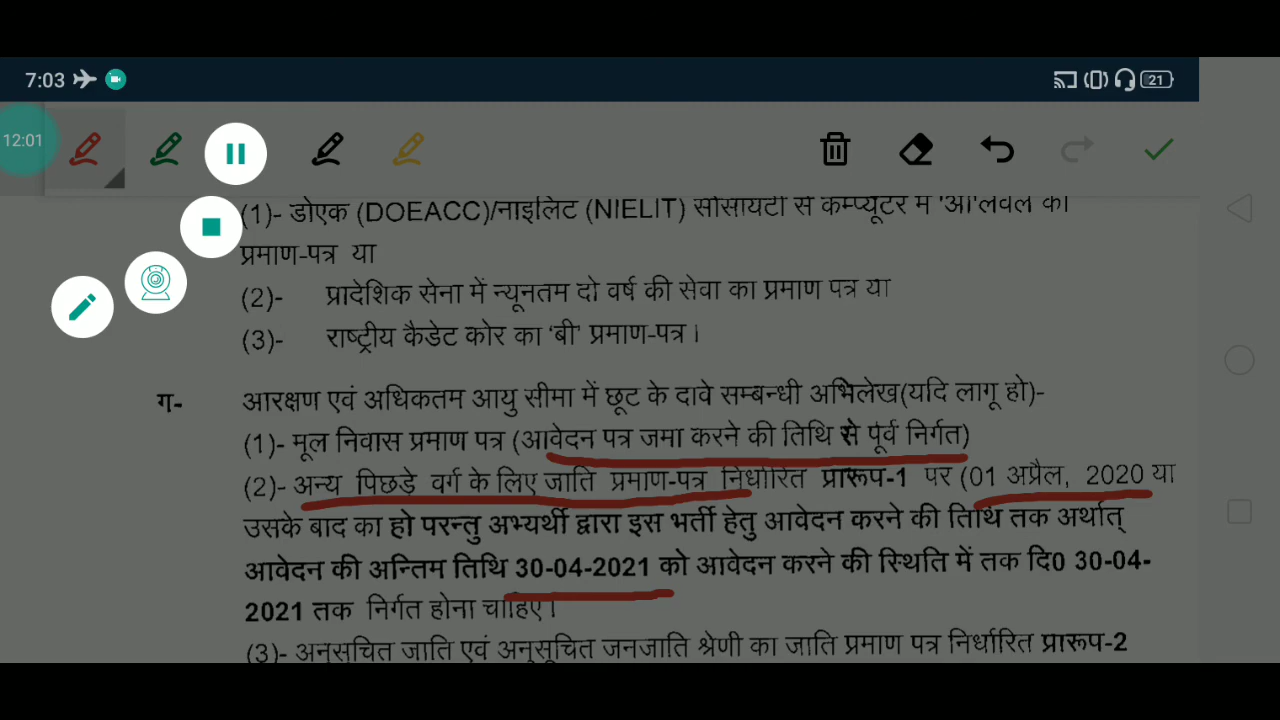 7:03
21
12:01
(1)- डोएक (DOEACC)/नाइलिट (NIELIT) सोसायटी से कम्प्यूटर में 'ओ'लेवल का
प्रमाण-पत्र या
(2)- प्रादेशिक सेना में न्यूनतम दो वर्ष की सेवा का प्रमाण पत्र या
(3)- राष्ट्रीय कैडेट कोर का 'बी' प्रमाण-पत्र।
ग- आरक्षण एवं अधिकतम आयु सीमा में छूट के दावे सम्बन्धी अभिलेख(यदि लागू हो)-
(1)- मूल निवास प्रमाण पत्र (आवेदन पत्र जमा करने की तिथि से पूर्व निर्गत)
(2)- अन्य पिछड़े वर्ग के लिए जाति प्रमाण-पत्र निर्धारित प्रारूप-1 पर (01 अप्रैल, 2020 या
उसके बाद का हो परन्तु अभ्यर्थी द्वारा इस भर्ती हेतु आवेदन करने की तिथि तक अर्थात्
आवेदन की अन्तिम तिथि 30-04-2021 को आवेदन करने की स्थिति में तक दि0 30-04-
2021 तक निर्गत होना चाहिए।
(3)- अनुसूचित जाति एवं अनुसूचित जनजाति श्रेणी का जाति प्रमाण पत्र निर्धारित प्रारूप-2